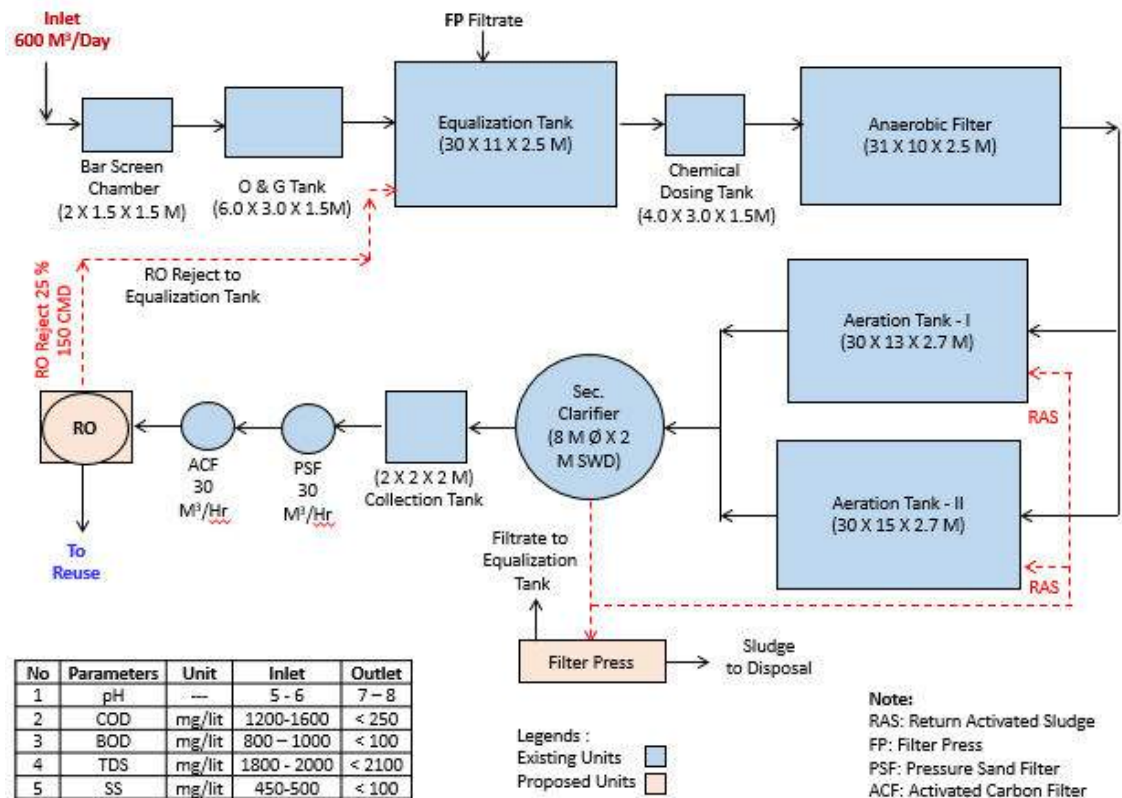 Inlet
600 M³/Day
FP Filtrate
Bar Screen
Chamber
(2 X 1.5 X 1.5 M)
O & G Tank
(6.0 X 3.0 X 1.5M)
Equalization Tank
(30 X 11 X 2.5 M)
Chemical
Dosing Tank
(4.0 X 3.0 X 1.5M)
Anaerobic Filter
(31 X 10 X 2.5 M)
RO Reject 25 %
150 CMD
RO Reject to
Equalization Tank
Aeration Tank - I
(30 X 13 X 2.7 M)
RAS
Aeration Tank - II
(30 X 15 X 2.7 M)
RAS
Sec.
Clarifier
(8 M Ø X 2
M SWD)
(2 X 2 X 2 M)
Collection Tank
PSF
30
M³/Hr
ACF
30
M³/Hr
RO
To
Reuse
Filtrate to
Equalization
Tank
Filter Press
Sludge
to Disposal
No Parameters Unit Inlet Outlet
1 pH --- 5 - 6 7 – 8
2 COD mg/lit 1200-1600 < 250
3 BOD mg/lit 800 – 1000 < 100
4 TDS mg/lit 1800 - 2000 < 2100
5 SS mg/lit 450-500 < 100
Legends :
Existing Units
Proposed Units
Note:
RAS: Return Activated Sludge
FP: Filter Press
PSF: Pressure Sand Filter
ACF: Activated Carbon Filter